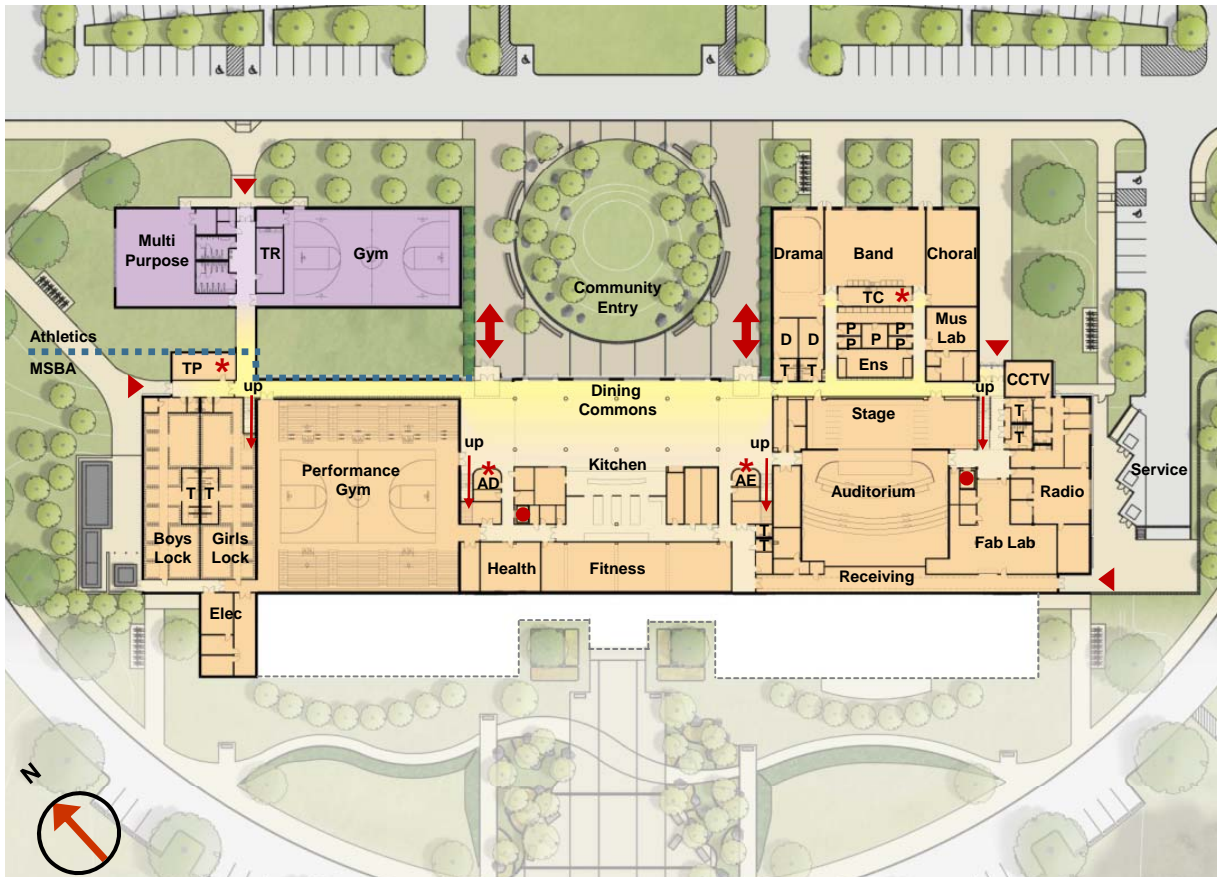 Multi
Purpose
TR
Gym
Community
Entry
Drama
Band
Choral
TC *
Mus
Lab
P
P
P
P
P
D
D
Ens
T
T
Athletics
MSBA
TP *
up
Dining
Commons
up
CCTV
Stage
T
T
up
up
Performance
Gym
Kitchen
*
AD
*
AE
Auditorium
Radio
Service
T
T
Boys
Lock
Girls
Lock
T
T
Fab Lab
Health
Fitness
Receiving
Elec
N